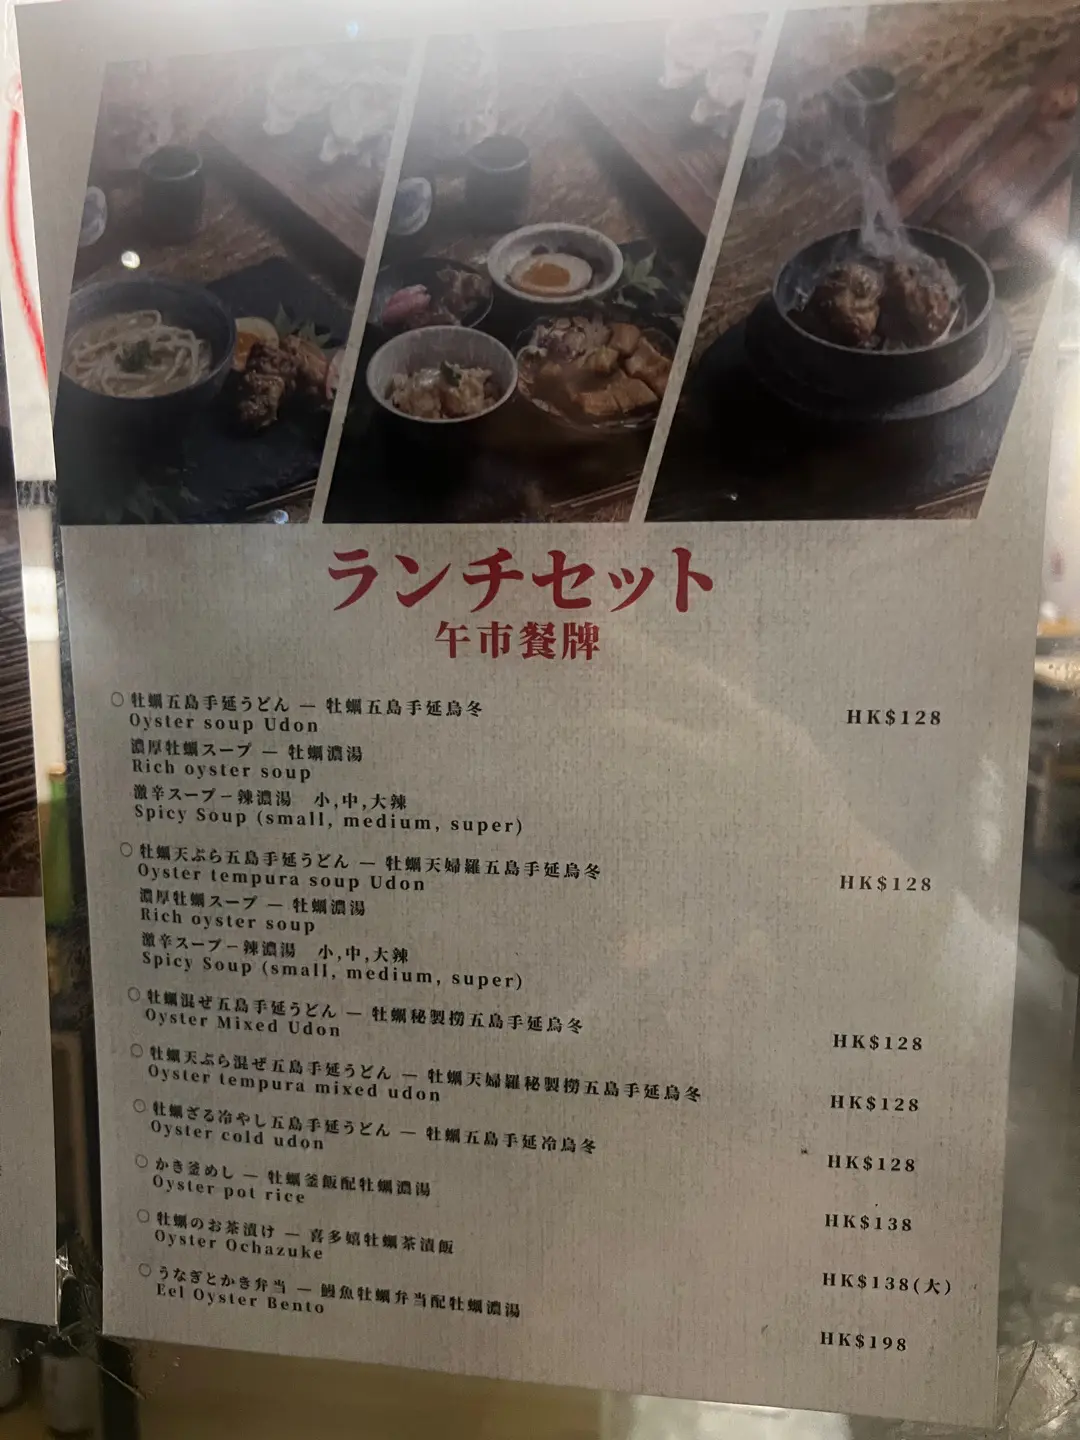 ランチセット
午市餐牌
○ 牡蠣五島手延うどん — 牡蠣五島手延烏冬 HK$128
Oyster soup Udon
濃厚牡蠣スープ — 牡蠣濃湯
Rich oyster soup
激辛スープ－辣濃湯　小,中,大辣
Spicy Soup (small, medium, super)
○ 牡蠣天ぷら五島手延うどん — 牡蠣天婦羅五島手延烏冬 HK$128
Oyster tempura soup Udon
濃厚牡蠣スープ — 牡蠣濃湯
Rich oyster soup
激辛スープ－辣濃湯　小,中,大辣
Spicy Soup (small, medium, super)
○ 牡蠣混ぜ五島手延うどん — 牡蠣秘製撈五島手延烏冬 HK$128
Oyster Mixed Udon
○ 牡蠣天ぷら混ぜ五島手延うどん — 牡蠣天婦羅秘製撈五島手延烏冬 HK$128
Oyster tempura mixed udon
○ 牡蠣ざる冷やし五島手延うどん — 牡蠣五島手延冷烏冬 HK$128
Oyster cold udon
○ かき釜めし — 牡蠣釜飯配牡蠣濃湯 HK$138
Oyster pot rice
○ 牡蠣のお茶漬け — 喜多嬉牡蠣茶漬飯 HK$138(大)
Oyster Ochazuke
○ うなぎとかき弁当 — 鰻魚牡蠣弁当配牡蠣濃湯 HK$198
Eel Oyster Bento